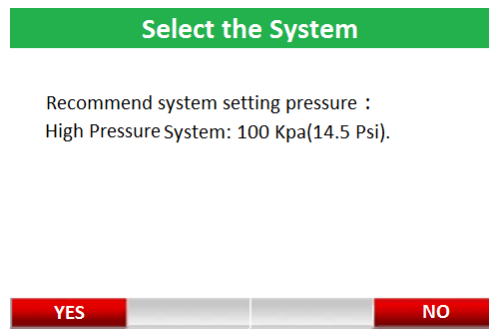 Select the System
Recommend system setting pressure：
High Pressure System: 100 Kpa(14.5 Psi).
YES NO